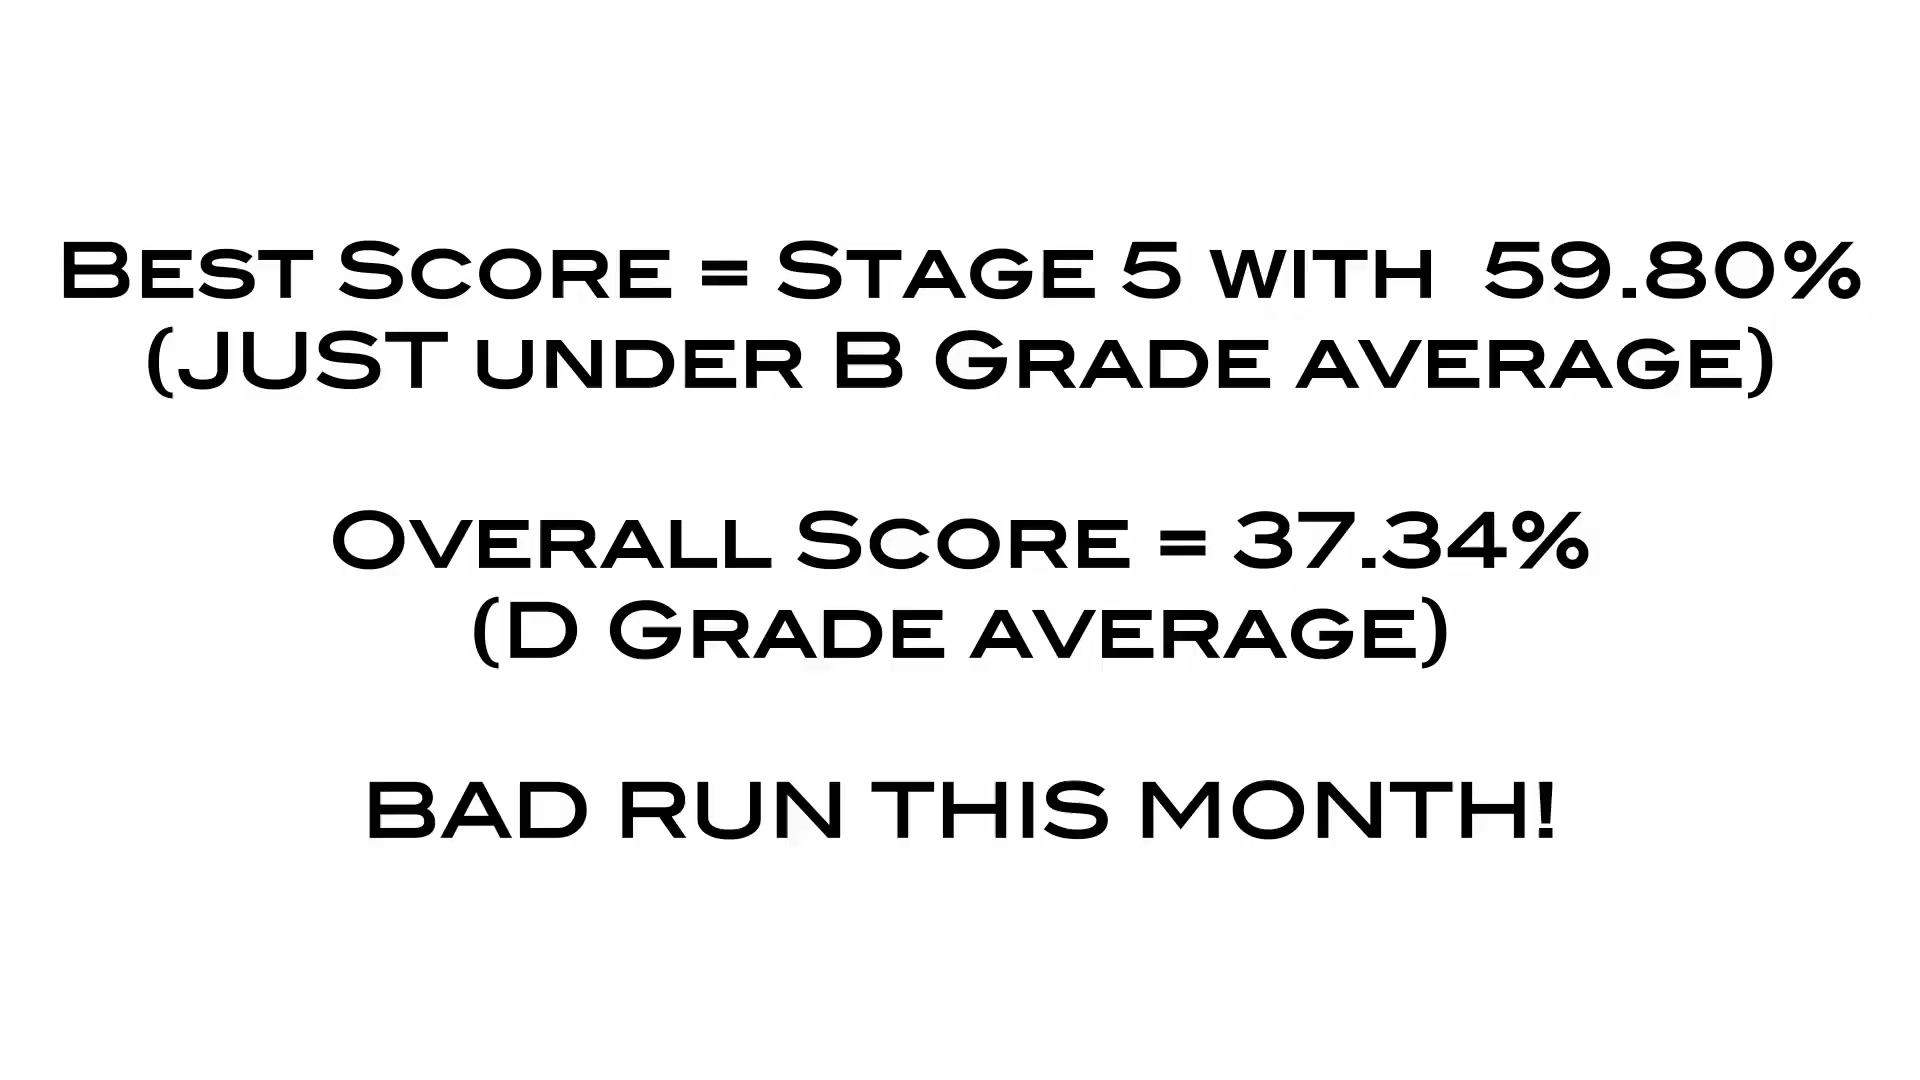 Best Score = Stage 5 with  59.80%
(JUST under B Grade average)
Overall Score = 37.34%
(D Grade average)
BAD RUN THIS MONTH!